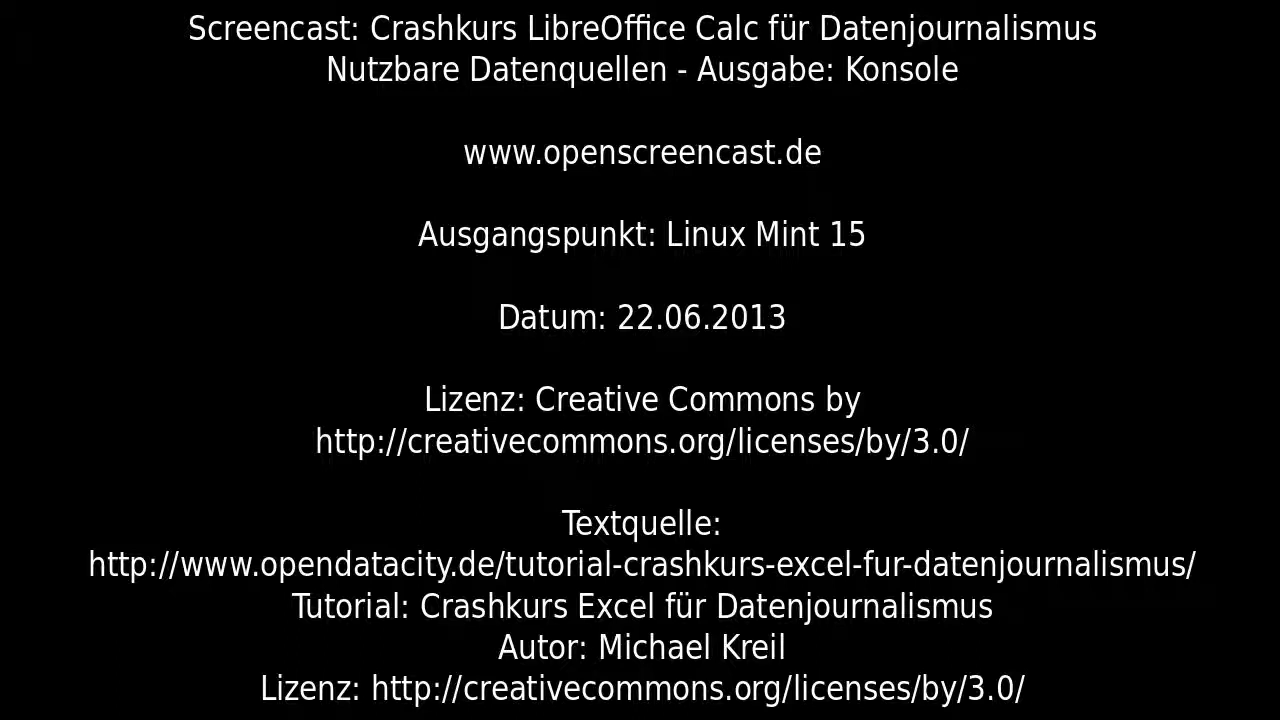 Screencast: Crashkurs LibreOffice Calc für Datenjournalismus
Nutzbare Datenquellen - Ausgabe: Konsole
www.openscreencast.de
Ausgangspunkt: Linux Mint 15
Datum: 22.06.2013
Lizenz: Creative Commons by
http://creativecommons.org/licenses/by/3.0/
Textquelle:
http://www.opendatacity.de/tutorial-crashkurs-excel-fur-datenjournalismus/
Tutorial: Crashkurs Excel für Datenjournalismus
Autor: Michael Kreil
Lizenz: http://creativecommons.org/licenses/by/3.0/